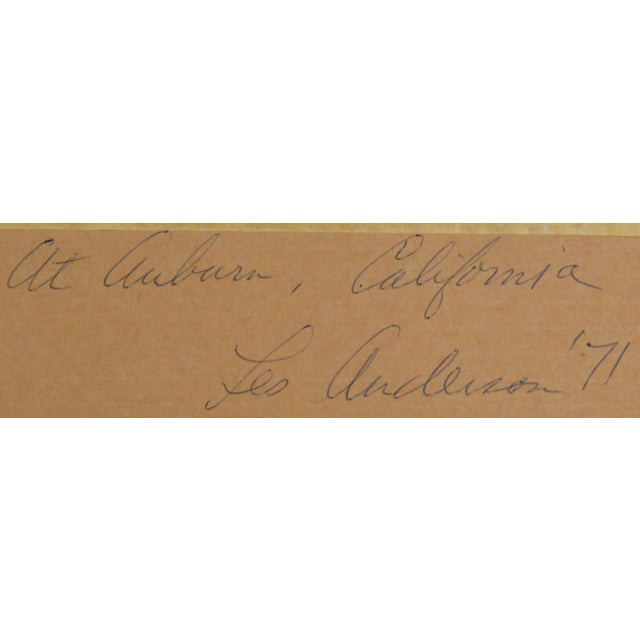 At Auburn, California
Les Anderson '71